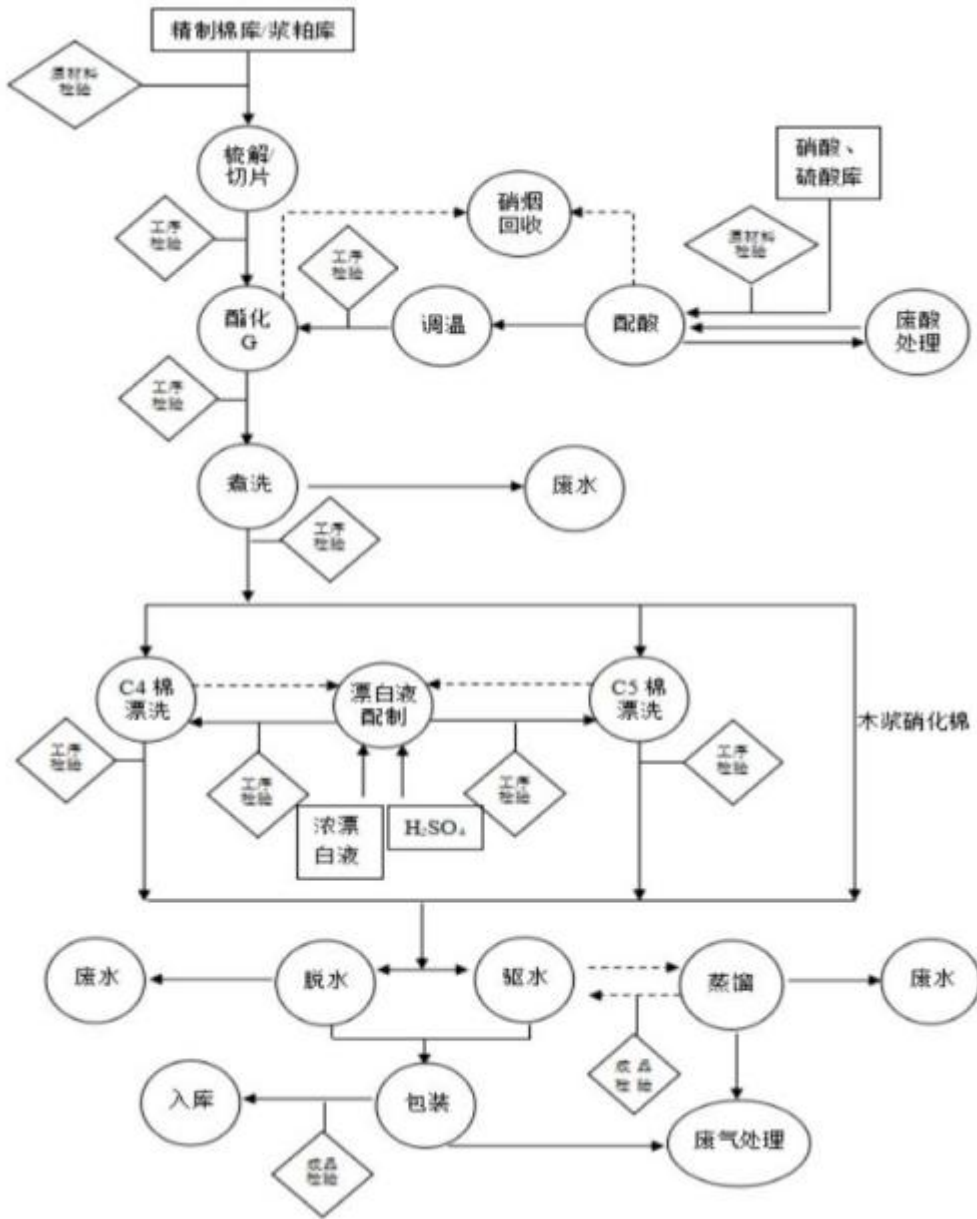 精制棉库/浆粕库
原材料
检验
梳解/
切片
硝酸、
硫酸库
硝烟
回收
工序
检验
工序
检验
原材料
检验
酯化
G
调温
配酸
废酸
处理
工序
检验
煮洗
废水
工序
检验
C4 棉
漂洗
漂白液
配制
C5 棉
漂洗
木浆硝化棉
工序
检验
工序
检验
工序
检验
工序
检验
浓漂
白液
H₂SO₄
废水
脱水
驱水
蒸馏
废水
成品
检验
入库
包装
废气处理
成品
检验